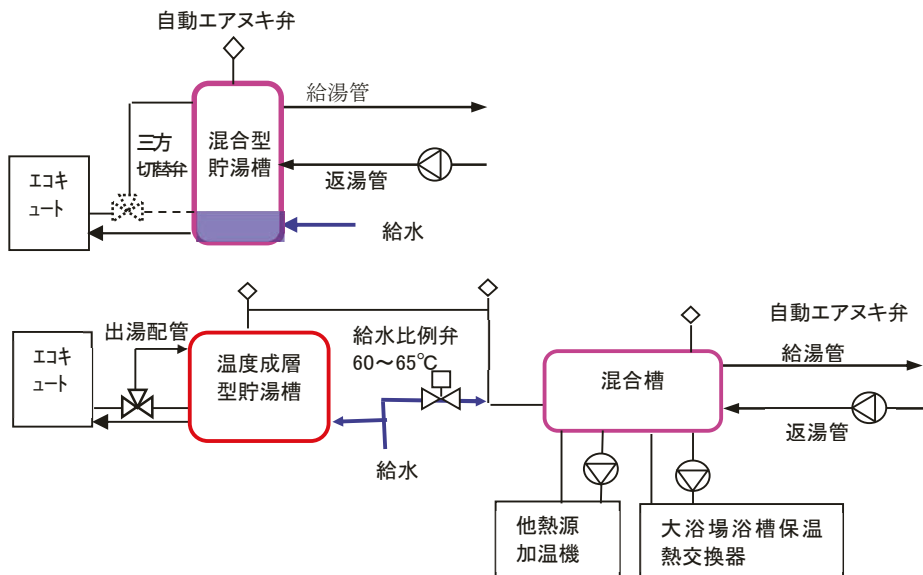 自動エアヌキ弁
給湯管
三方
切替弁
混合型
貯湯槽
エコキ
ュート
返湯管
給水
自動エアヌキ弁
出湯配管
給水比例弁
60～65℃
エコキ
ュート
温度成層
型貯湯槽
混合槽
給湯管
返湯管
給水
他熱源
加温機
大浴場浴槽保温
熱交換器